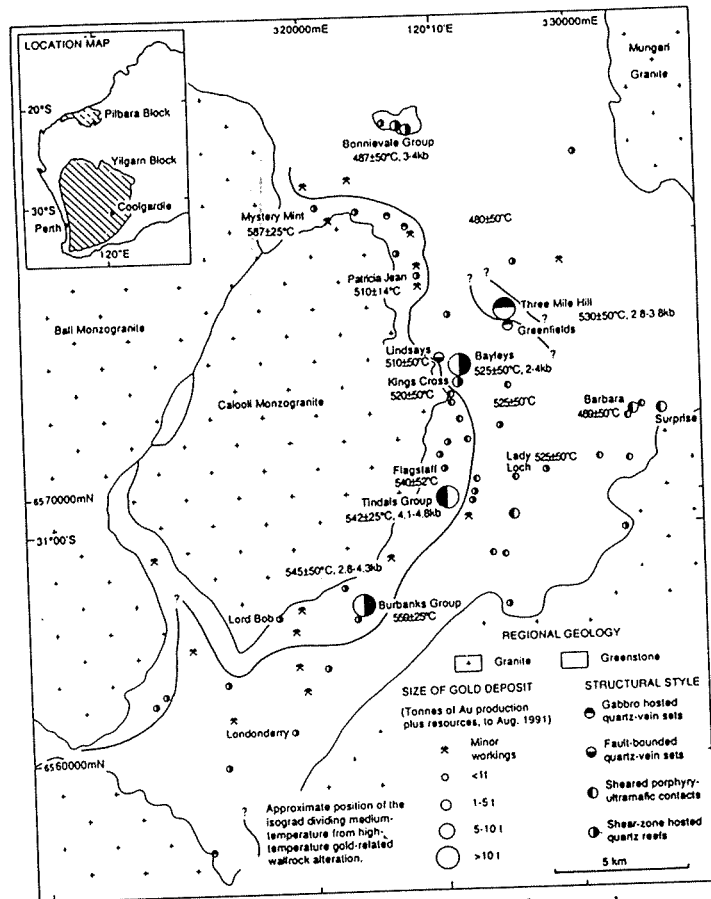 320000mE
120°10'E
330000mE
LOCATION MAP
20°S
Pilbara Block
Yilgarn Block
30°S
Coolgardie
Perth
120°E
Mungari
Granite
Bonnievale Group
487±50°C, 3-4kb
Mystery Mint
587±25°C
480±50°C
Patricia Jean
510±14°C
Ball Monzogranite
?
?
Three Mile Hill
530±50°C, 2.8-3.8kb
Greenfields
?
?
Lindsays
510±50°C
Bayleys
525±50°C, 2-4kb
Kings Cross
520±50°C
525±50°C
Barbara
489±50°C
Surprise
Calooli Monzogranite
Flagstaff
540±52°C
Lady
Loch
525±50°C
6570000mN
Tindals Group
542±25°C, 4.1-4.8kb
31°00'S
545±50°C, 2.8-4.3kb
?
Lord Bob
Burbanks Group
559±25°C
REGIONAL GEOLOGY
Granite
Greenstone
SIZE OF GOLD DEPOSIT
(Tonnes of Au production
plus resources, to Aug. 1991)
Minor
workings
<1t
1-5 t
5-10 t
>10 t
STRUCTURAL STYLE
Gabbro hosted
quartz-vein sets
Fault-bounded
quartz-vein sets
Sheared porphyry-
ultramafic contacts
Shear-zone hosted
quartz reefs
Londonderry
6560000mN
?
Approximate position of the
isograd dividing medium-
temperature from high-
temperature gold-related
wallrock alteration.
5 km